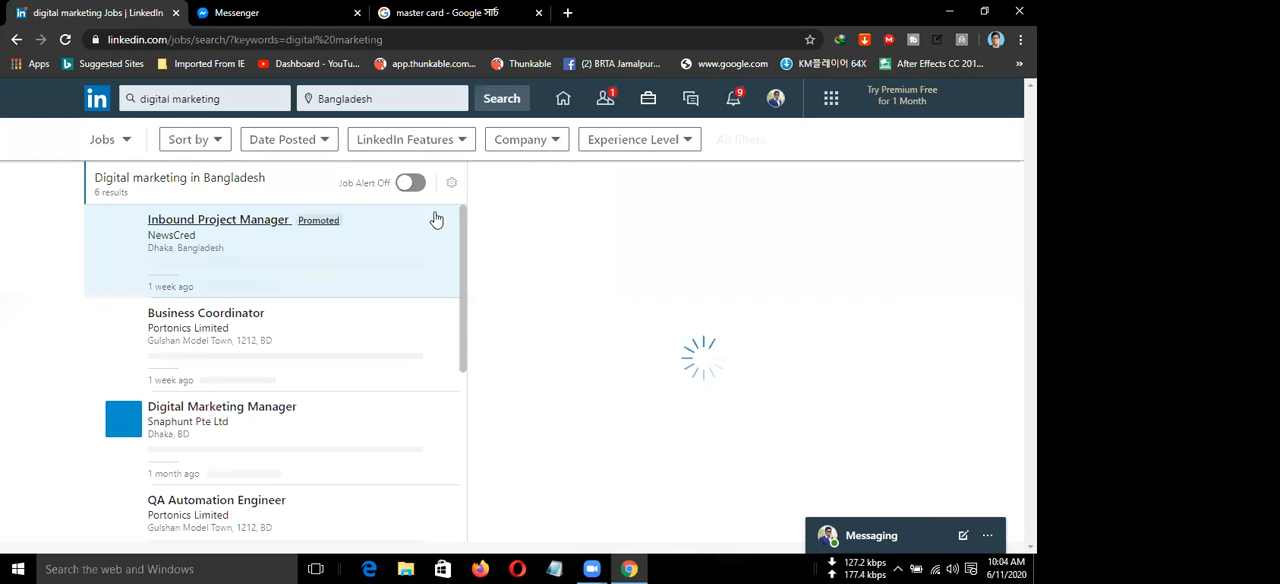 digital marketing Jobs | LinkedIn
Messenger
master card - Google সার্চ
linkedin.com/jobs/search/?keywords=digital%20marketing
Apps Suggested Sites Imported From IE Dashboard - YouTu... app.thunkable.com... Thunkable (2) BRTA Jamalpur... www.google.com KM플레이어 64X After Effects CC 201... »
in digital marketing Bangladesh Search 1 9 Try Premium Free
for 1 Month
Jobs Sort by Date Posted LinkedIn Features Company Experience Level All filters
Digital marketing in Bangladesh
6 results
Job Alert Off
Inbound Project Manager Promoted
NewsCred
Dhaka, Bangladesh
1 week ago
Business Coordinator
Portonics Limited
Gulshan Model Town, 1212, BD
1 week ago
Digital Marketing Manager
Snaphunt Pte Ltd
Dhaka, BD
1 month ago
QA Automation Engineer
Portonics Limited
Gulshan Model Town, 1212, BD
Messaging
Search the web and Windows
127.2 kbps
177.4 kbps
10:04 AM
6/11/2020